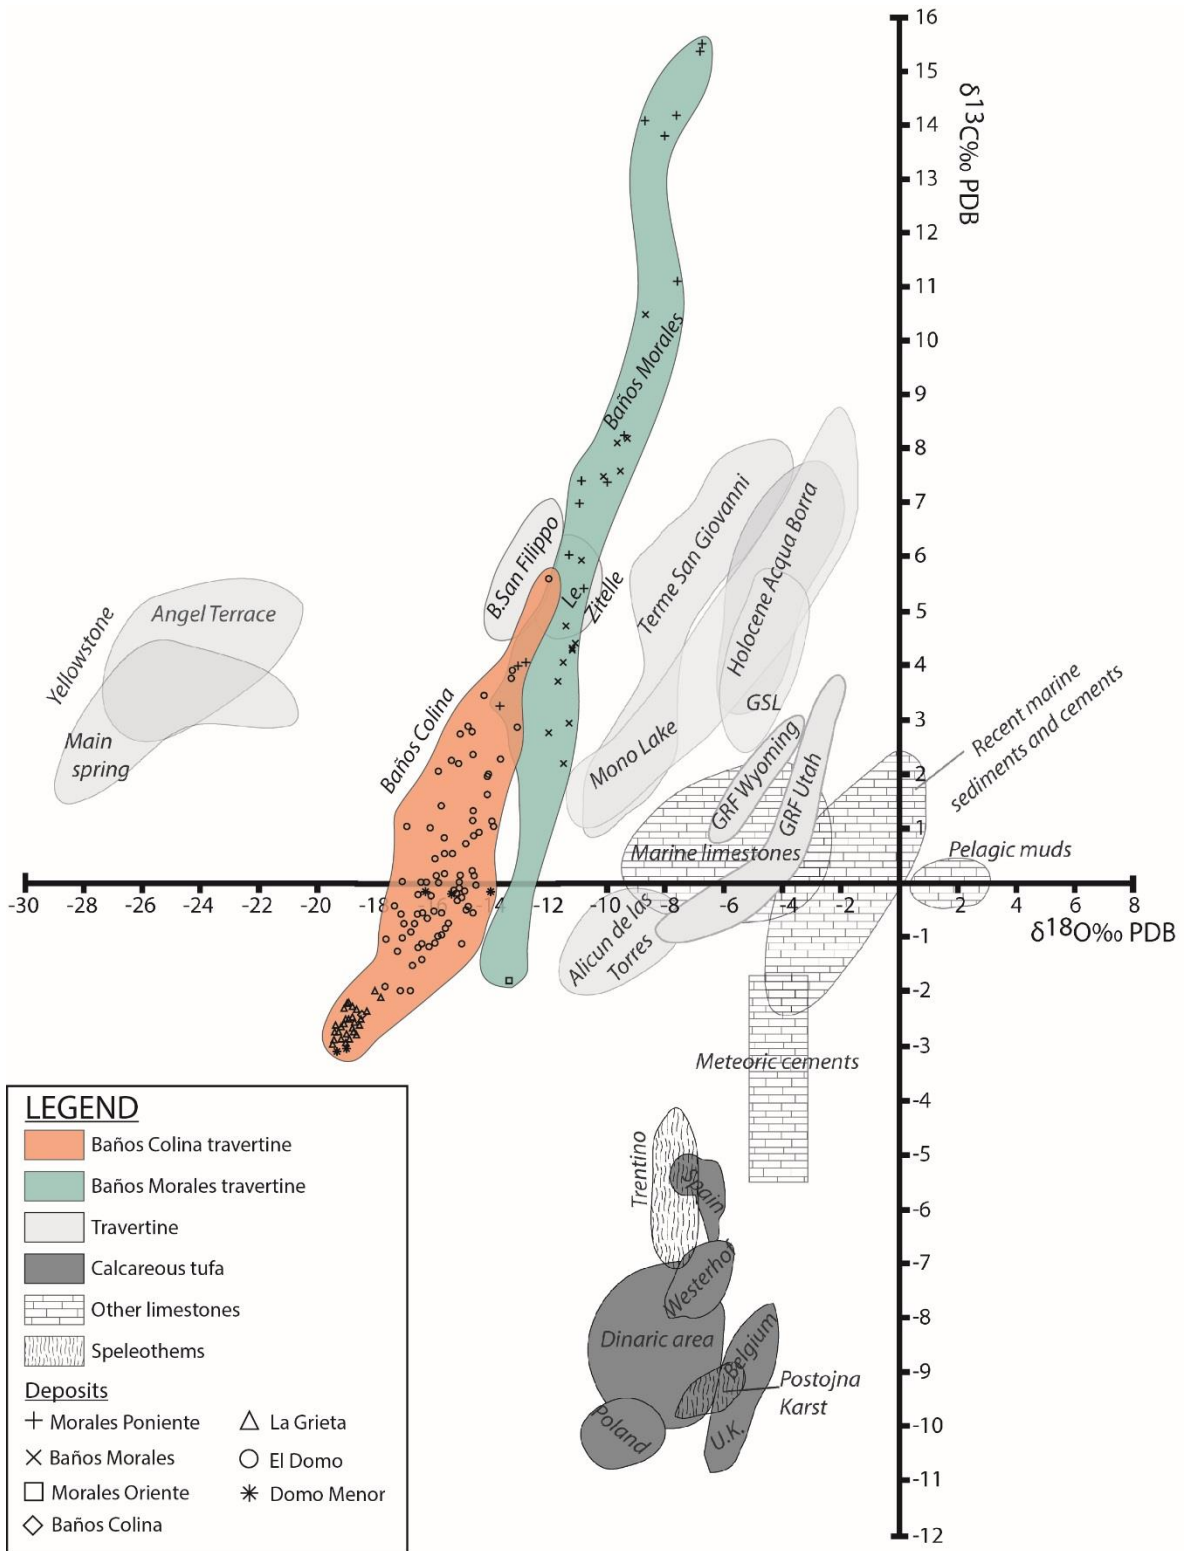 16
15
δ13C‰ PDB
14
13
12
11
10
9
8
7
6
5
4
3
2
1
Baños Morales
B.San Filippo
Le Zitelle
Terme San Giovanni
Holocene Acqua Borra
Yellowstone
Angel Terrace
Main
spring
Baños Colina
Mono Lake
GSL
GRF Wyoming
GRF Utah
Recent marine
sediments and cements
Marine limestones
Pelagic muds
-30 -28 -26 -24 -22 -20 -18 -16 -14 -12 -10 -8 -6 -4 -2 2 4 6 8
δ18O‰ PDB
Alicun de las
Torres
-1
-2
-3
Meteoric cements
-4
-5
-6
-7
-8
-9
-10
-11
-12
Trentino
Spain
Westerhof
Dinaric area
Belgium
Postojna
Karst
Poland
U.K.
LEGEND
Baños Colina travertine
Baños Morales travertine
Travertine
Calcareous tufa
Other limestones
Speleothems
Deposits
Morales Poniente
La Grieta
Baños Morales
El Domo
Morales Oriente
Domo Menor
Baños Colina